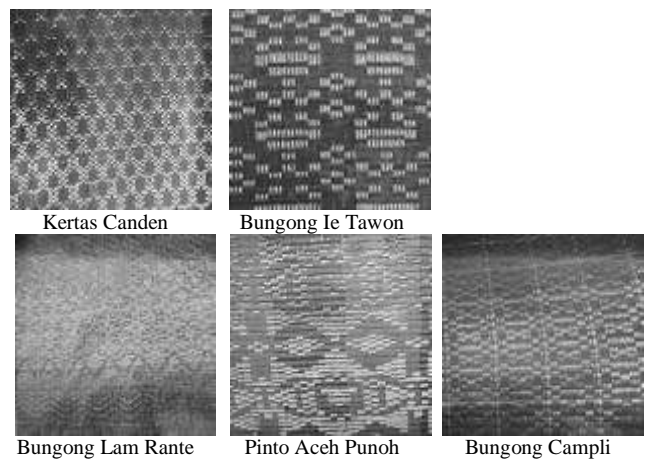 Kertas Canden
Bungong Ie Tawon
Bungong Lam Rante
Pinto Aceh Punoh
Bungong Campli